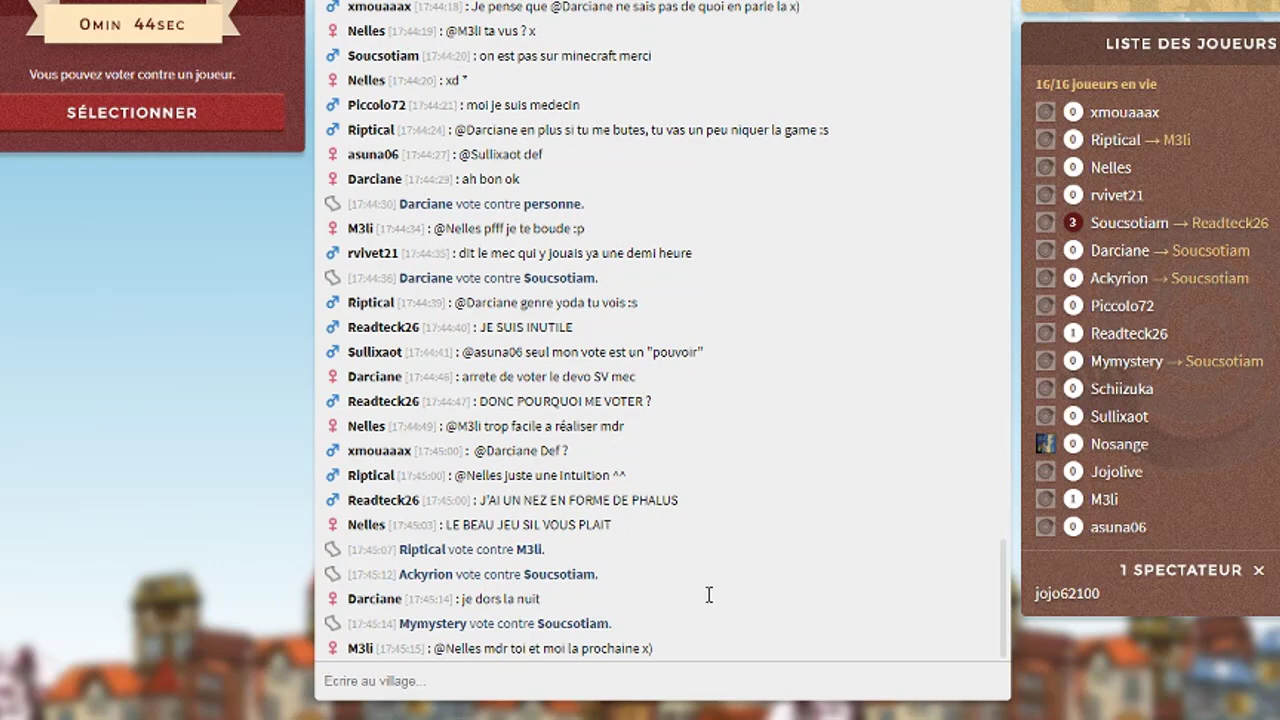 0MIN 44SEC
Vous pouvez voter contre un joueur.
SÉLECTIONNER
xmouaaax [17:44:18] : Je pense que @Darciane ne sais pas de quoi en parle la x)
Nelles [17:44:19] : @M3li ta vus ? x
Soucsotiam [17:44:20] : on est pas sur minecraft merci
Nelles [17:44:20] : xd *
Piccolo72 [17:44:21] : moi je suis medecin
Riptical [17:44:24] : @Darciane en plus si tu me butes, tu vas un peu niquer la game :s
asuna06 [17:44:27] : @Sullixaot def
Darciane [17:44:29] : ah bon ok
[17:44:30] Darciane vote contre personne.
M3li [17:44:34] : @Nelles pfff je te boude :p
rvivet21 [17:44:35] : dit le mec qui y jouais ya une demi heure
[17:44:36] Darciane vote contre Soucsotiam.
Riptical [17:44:39] : @Darciane genre yoda tu vois :s
Readteck26 [17:44:40] : JE SUIS INUTILE
Sullixaot [17:44:41] : @asuna06 seul mon vote est un "pouvoir"
Darciane [17:44:46] : arrete de voter le devo SV mec
Readteck26 [17:44:47] : DONC POURQUOI ME VOTER ?
Nelles [17:44:49] : @M3li trop facile a réaliser mdr
xmouaaax [17:45:00] : @Darciane Def ?
Riptical [17:45:00] : @Nelles juste une intuition ^^
Readteck26 [17:45:00] : J'AI UN NEZ EN FORME DE PHALUS
Nelles [17:45:03] : LE BEAU JEU SIL VOUS PLAIT
[17:45:07] Riptical vote contre M3li.
[17:45:12] Ackyrion vote contre Soucsotiam.
Darciane [17:45:14] : je dors la nuit
[17:45:14] Mymystery vote contre Soucsotiam.
M3li [17:45:15] : @Nelles mdr toi et moi la prochaine x)
Ecrire au village...
LISTE DES JOUEURS
16/16 joueurs en vie
0 xmouaaax
0 Riptical → M3li
0 Nelles
0 rvivet21
3 Soucsotiam → Readteck26
0 Darciane → Soucsotiam
0 Ackyrion → Soucsotiam
0 Piccolo72
1 Readteck26
0 Mymystery → Soucsotiam
0 Schiizuka
0 Sullixaot
0 Nosange
0 Jojolive
1 M3li
0 asuna06
1 SPECTATEUR ×
jojo62100